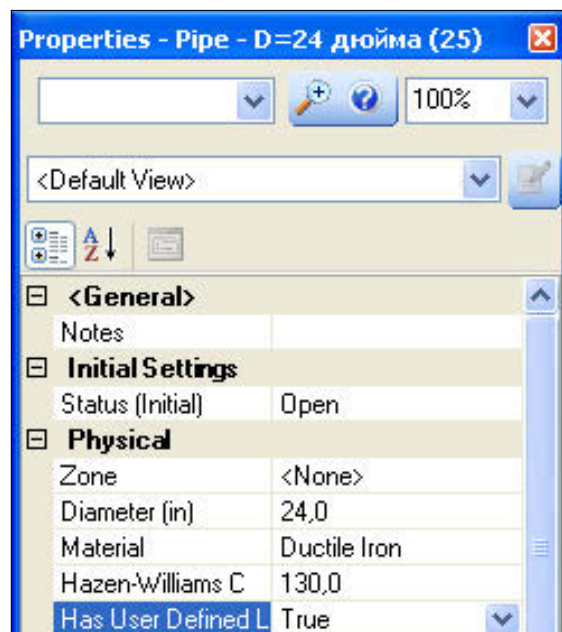 Properties - Pipe - D=24 дюйма (25)
100%
<Default View>
<General>
Notes
Initial Settings
Status (Initial) Open
Physical
Zone <None>
Diameter (in) 24,0
Material Ductile Iron
Hazen-Williams C 130,0
Has User Defined L True